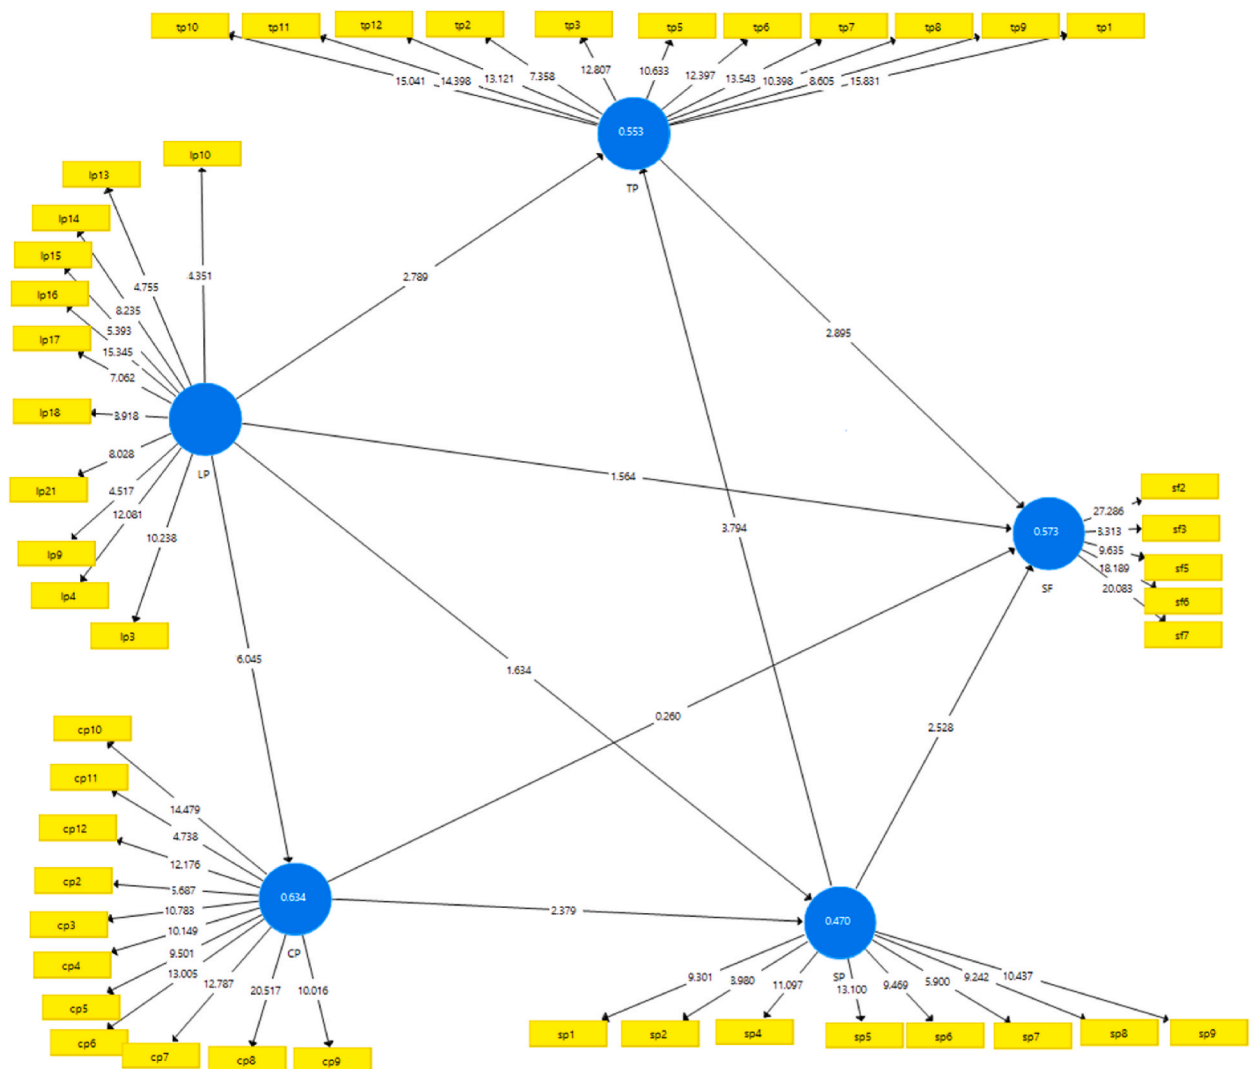 tp10 tp11 tp12 tp2 tp3 tp5 tp6 tp7 tp8 tp9 tp1
15.041 14.398 13.121 7.358 12.807 10.633 12.397 13.543 10.398 8.605 15.831
0.553
TP
lp10
lp13
lp14
lp15
lp16
lp17
lp18
lp21
lp9
lp4
lp3
4.351
4.755
8.235
5.393
15.345
7.062
3.918
8.028
4.517
12.081
10.238
LP
2.789
2.895
1.564
3.794
6.045
1.634
0.260
2.528
2.379
0.573
SF
27.286
3.313
9.635
18.189
20.083
sf2
sf3
sf5
sf6
sf7
cp10
cp11
cp12
cp2
cp3
cp4
cp5
cp6
cp7
cp8
cp9
14.479
4.738
12.176
5.687
10.783
10.149
9.501
13.005
12.787
20.517
10.016
0.634
CP
0.470
SP
9.301 3.980 11.097 13.100 9.469 5.900 9.242 10.437
sp1 sp2 sp4 sp5 sp6 sp7 sp8 sp9